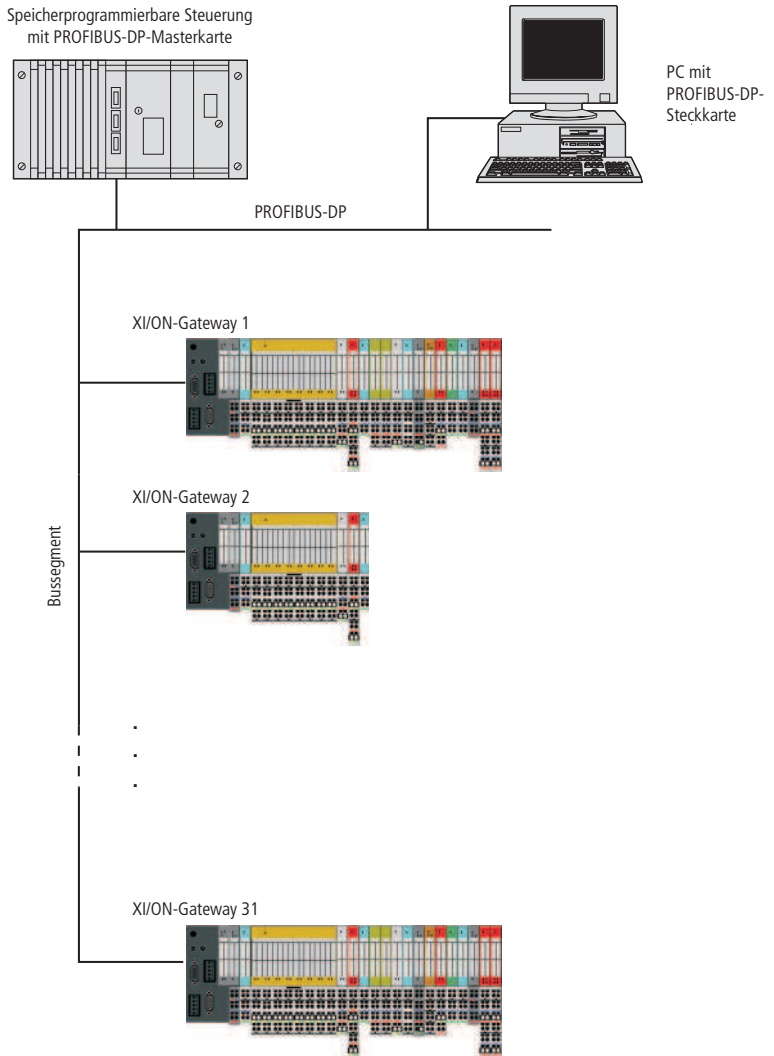 Speicherprogrammierbare Steuerung
mit PROFIBUS-DP-Masterkarte
PC mit
PROFIBUS-DP-
Steckkarte
PROFIBUS-DP
XI/ON-Gateway 1
XI/ON-Gateway 2
Bussegment
.
.
.
XI/ON-Gateway 31